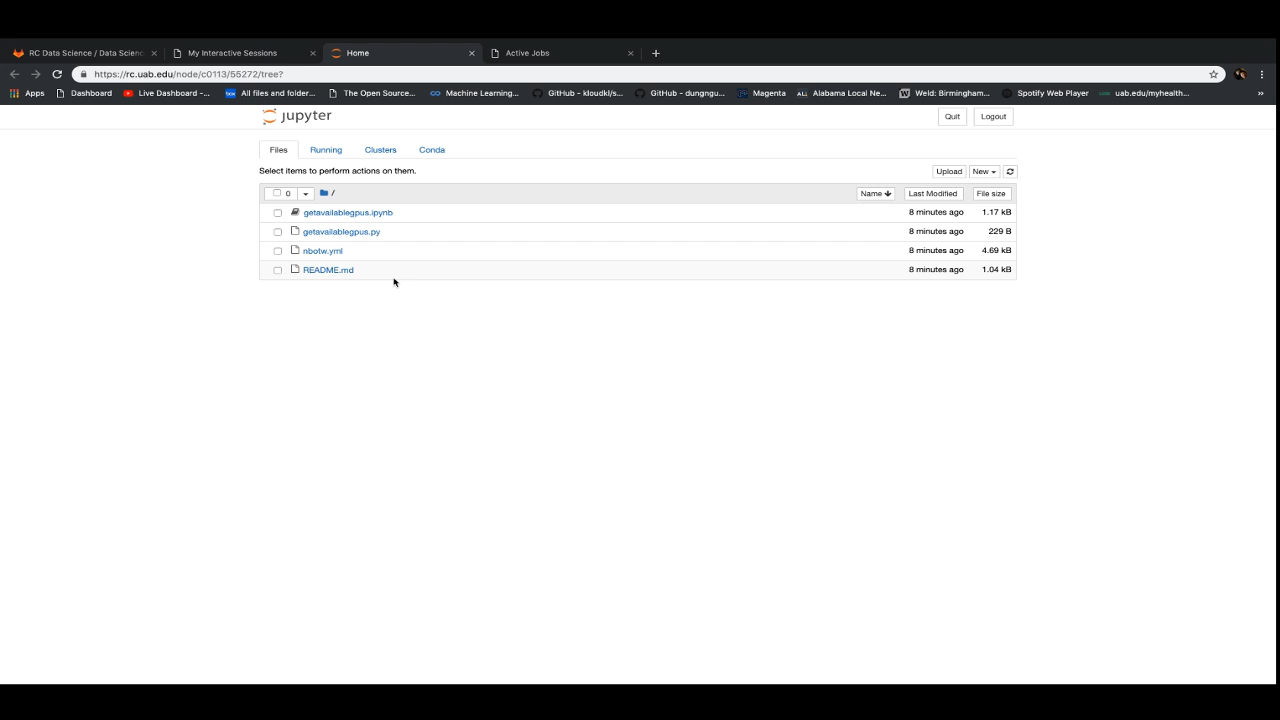 RC Data Science / Data Scienc
My Interactive Sessions
Home
Active Jobs
https://rc.uab.edu/node/c0113/55272/tree?
Apps Dashboard Live Dashboard -... All files and folder... The Open Source... Machine Learning... GitHub - kloudkl/s... GitHub - dungngu... Magenta ALL Alabama Local Ne... Weld: Birmingham... Spotify Web Player uab.edu/myhealth... »
jupyter
Quit Logout
Files Running Clusters Conda
Select items to perform actions on them.
Upload New
0 / Name Last Modified File size
getavailablegpus.ipynb 8 minutes ago 1.17 kB
getavailablegpus.py 8 minutes ago 229 B
nbotw.yml 8 minutes ago 4.69 kB
README.md 8 minutes ago 1.04 kB